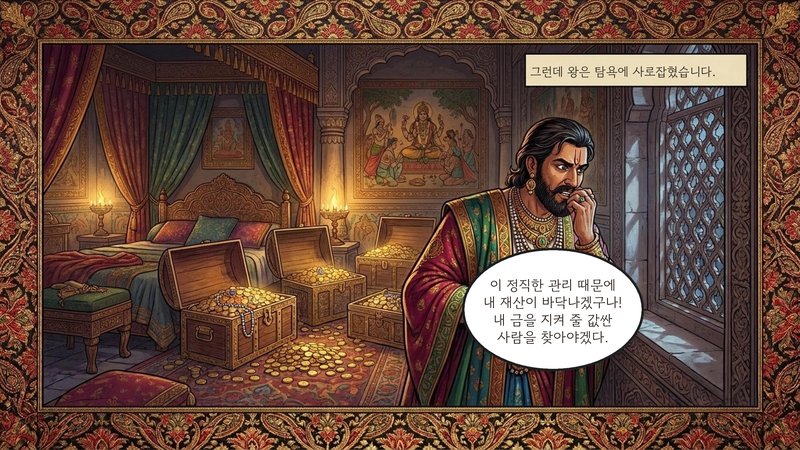 그런데 왕은 탐욕에 사로잡혔습니다.
이 정직한 관리 때문에
내 재산이 바닥나겠구나!
내 금을 지켜 줄 값싼
사람을 찾아야겠다.